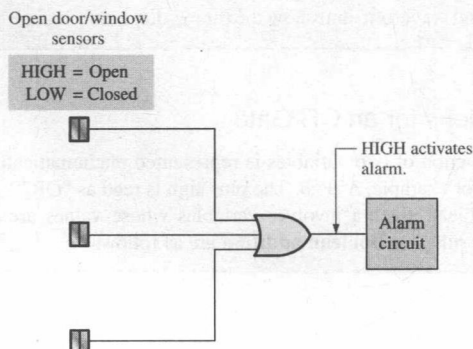 Open door/window
sensors
HIGH = Open
LOW = Closed
HIGH activates
alarm.
Alarm
circuit